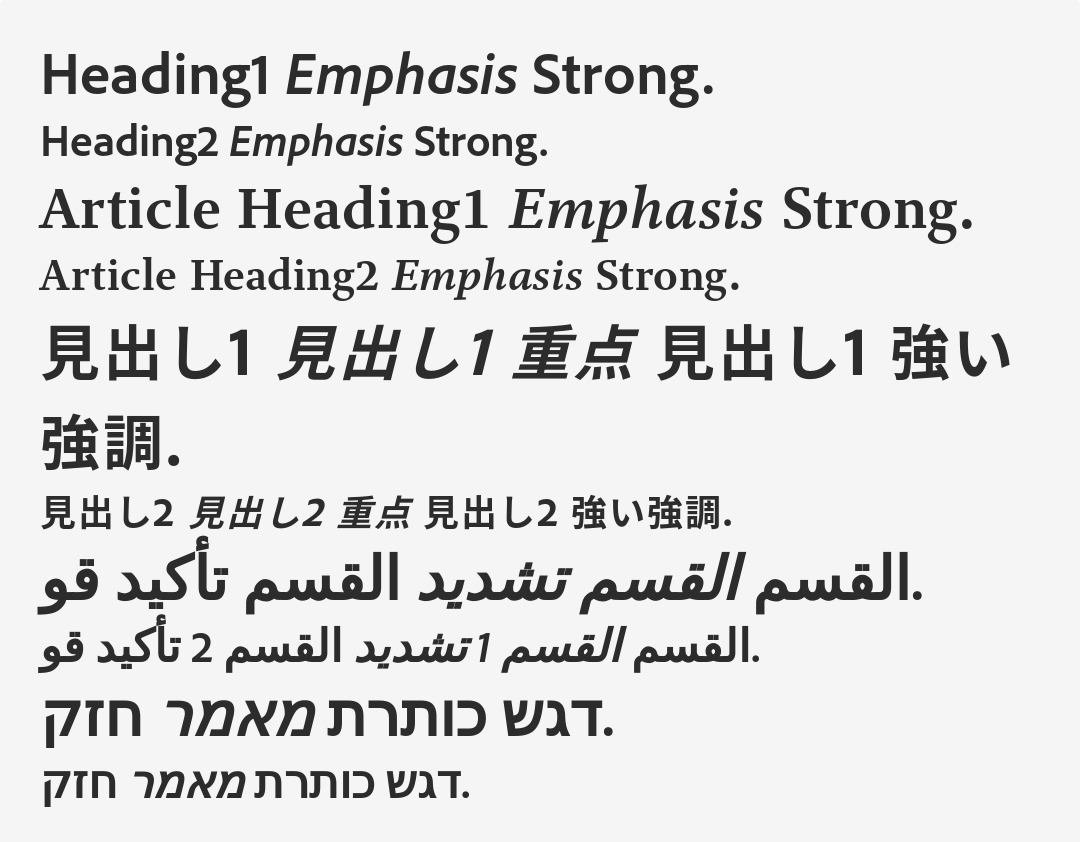 Heading1 Emphasis Strong.
Heading2 Emphasis Strong.
Article Heading1 Emphasis Strong.
Article Heading2 Emphasis Strong.
見出し1 見出し1 重点 見出し1 強い
強調.
見出し2 見出し2 重点 見出し2 強い強調.
القسم القسم تشديد القسم تأكيد قو.
القسم القسم 1 تشديد القسم 2 تأكيد قو.
דגש כותרת מאמר חזק.
דגש כותרת מאמר חזק.